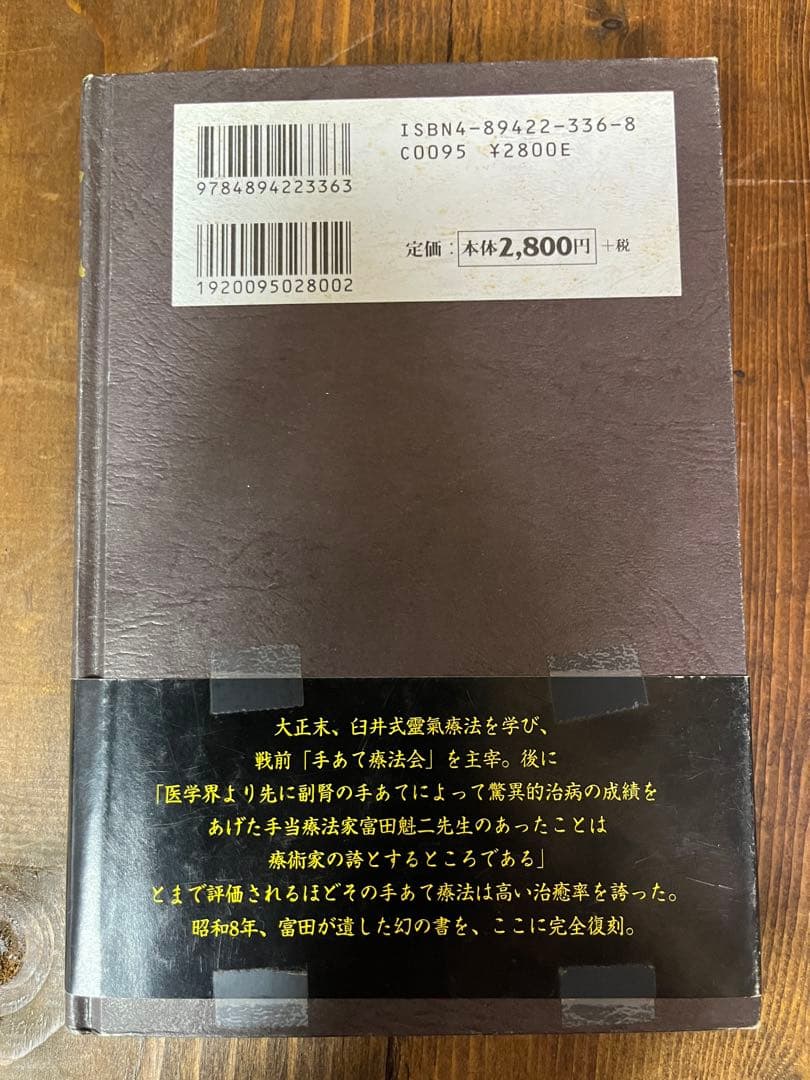 ISBN4-89422-336-8
C0095 ¥2800E
9784894223363
定価：本体2,800円+税
1920095028002
大正末、臼井式靈氣療法を学び、
戦前「手あて療法会」を主宰。後に
「医学界より先に副腎の手あてによって驚異的治病の成績を
あげた手当療法家富田魁二先生のあったことは
療術家の誇とするところである」
とまで評価されるほどその手あて療法は高い治癒率を誇った。
昭和8年、富田が遺した幻の書を、ここに完全復刻。